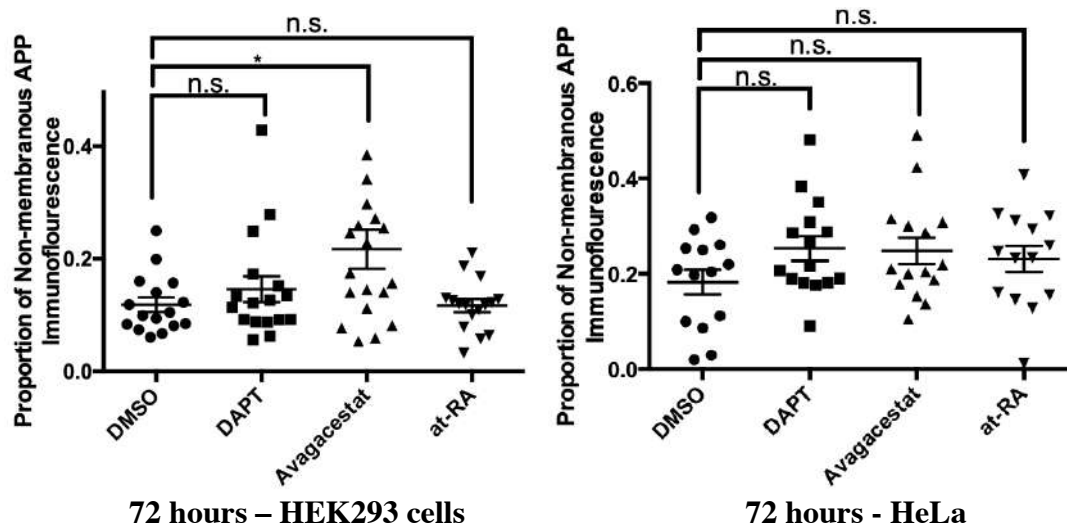 n.s.
*
n.s.
Proportion of Non-membranous APP
Immunoflourescence
0.4
0.2
0.0
DMSO
DAPT
Avagacestat
at-RA
72 hours – HEK293 cells
n.s.
n.s.
n.s.
Proportion of Non-membranous APP
Immunoflourescence
0.6
0.4
0.2
0.0
DMSO
DAPT
Avagacestat
at-RA
72 hours - HeLa